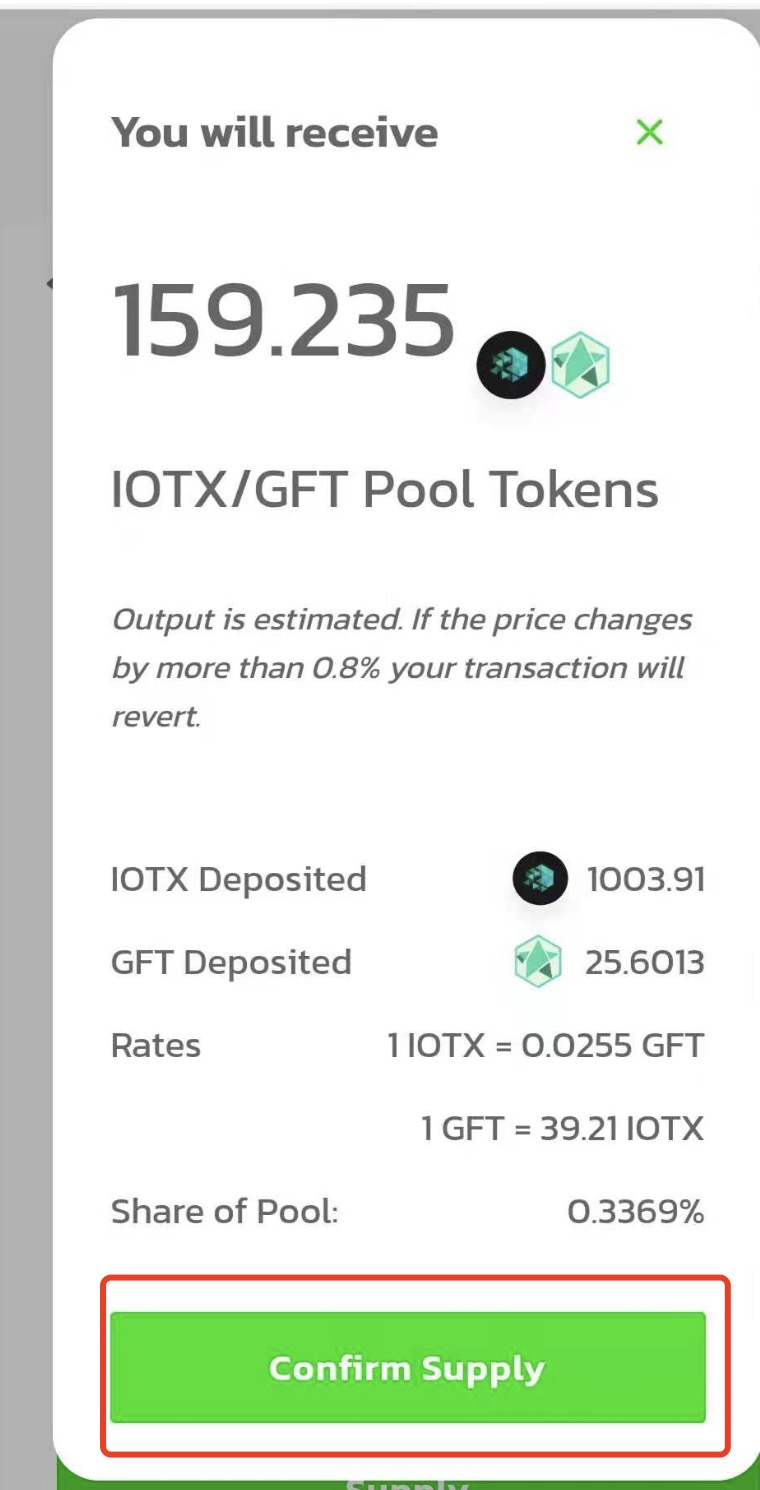 You will receive
159.235
IOTX/GFT Pool Tokens
Output is estimated. If the price changes
by more than 0.8% your transaction will
revert.
IOTX Deposited 1003.91
GFT Deposited 25.6013
Rates 1 IOTX = 0.0255 GFT
1 GFT = 39.21 IOTX
Share of Pool: 0.3369%
Confirm Supply
Supply